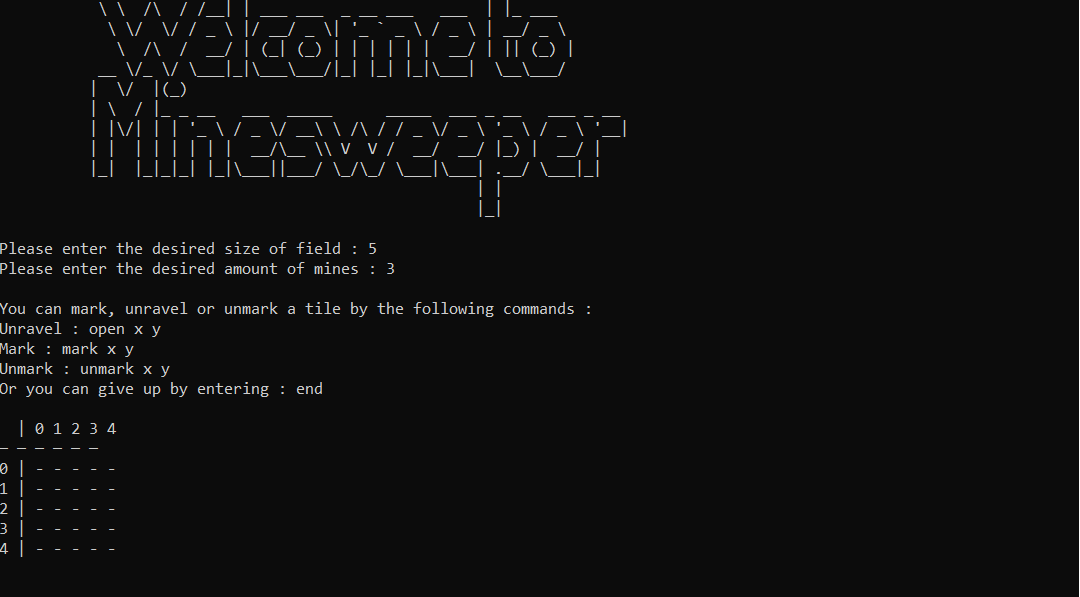 Welcome to
Minesweeper
Please enter the desired size of field : 5
Please enter the desired amount of mines : 3
You can mark, unravel or unmark a tile by the following commands :
Unravel : open x y
Mark : mark x y
Unmark : unmark x y
Or you can give up by entering : end
  | 0 1 2 3 4
— — — — — —
0 | - - - - -
1 | - - - - -
2 | - - - - -
3 | - - - - -
4 | - - - - -